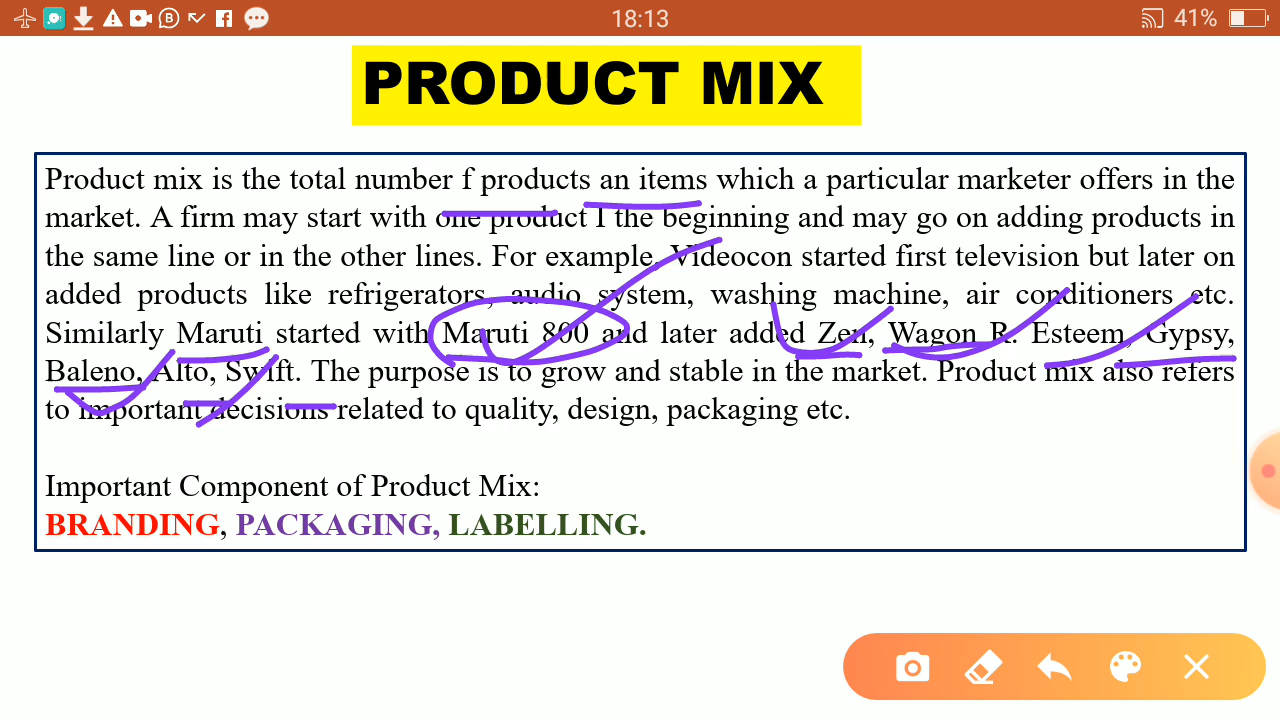 18:13
41%
PRODUCT MIX
Product mix is the total number f products an items which a particular marketer offers in the
market. A firm may start with one product I the beginning and may go on adding products in
the same line or in the other lines. For example, Videocon started first television but later on
added products like refrigerators, audio system, washing machine, air conditioners etc.
Similarly Maruti started with Maruti 800 and later added Zen, Wagon R. Esteem, Gypsy,
Baleno, Alto, Swift. The purpose is to grow and stable in the market. Product mix also refers
to important decisions related to quality, design, packaging etc.
Important Component of Product Mix:
BRANDING, PACKAGING, LABELLING.